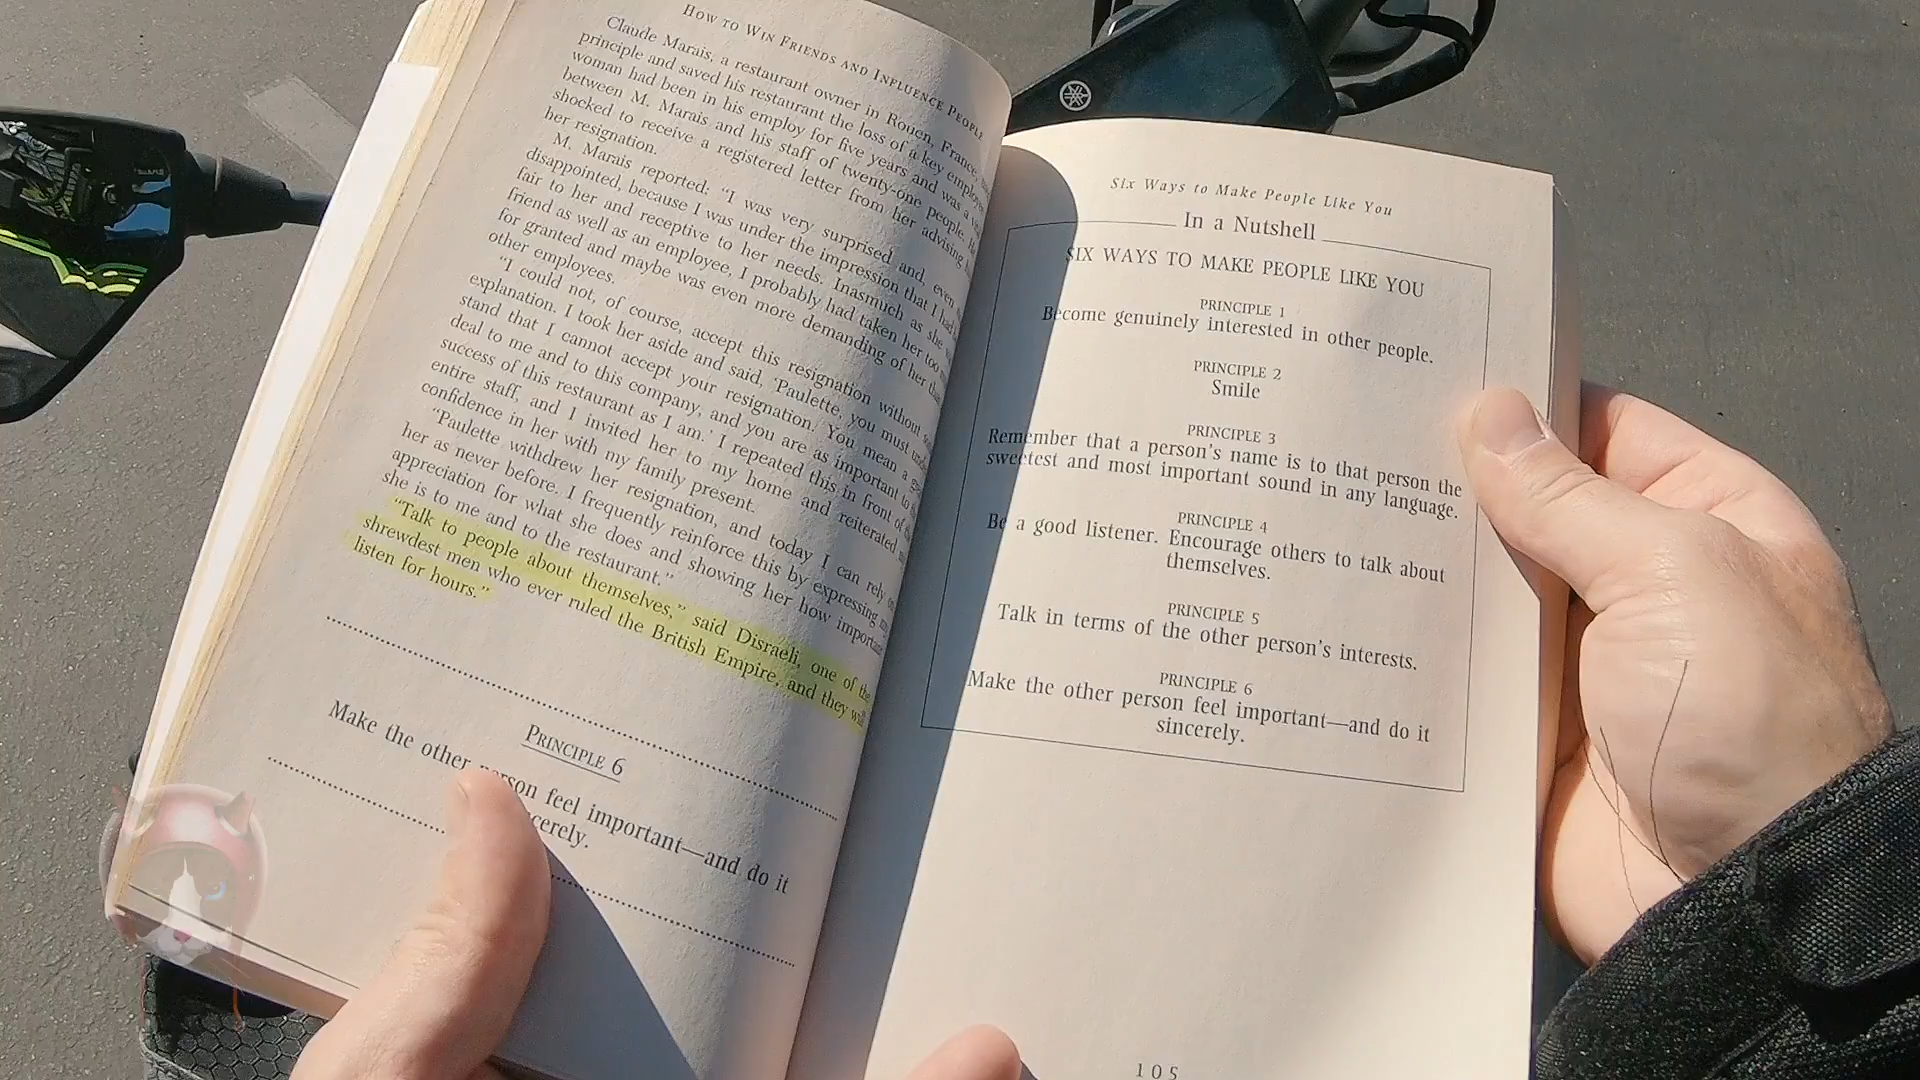 HOW TO WIN FRIENDS AND INFLUENCE PEOPLE
Claude Marais, a restaurant owner in Rouen, France,
principle and saved his restaurant the loss of a key employee
woman had been in his employ for five years and was a
between M. Marais and his staff of twenty-one people.
shocked to receive a registered letter from her advising
her resignation.
M. Marais reported: "I was very surprised and, even
disappointed, because I was under the impression that I had
fair to her and receptive to her needs. Inasmuch as she
friend as well as an employee, I probably had taken her too
for granted and maybe was even more demanding of her
other employees.
"I could not, of course, accept this resignation without
explanation. I took her aside and said, 'Paulette, you must
stand that I cannot accept your resignation. You mean a
deal to me and to this company, and you are as important to
success of this restaurant as I am.' I repeated this in front of
entire staff, and I invited her to my home and reiterated
confidence in her with my family present.
"Paulette withdrew her resignation, and today I can rely
her as never before. I frequently reinforce this by expressing
appreciation for what she does and showing her how important
she is to me and to the restaurant."
"Talk to people about themselves," said Disraeli, one of the
shrewdest men who ever ruled the British Empire, and they will
listen for hours."
PRINCIPLE 6
Make the other person feel important—and do it
Six Ways to Make People Like You
In a Nutshell
SIX WAYS TO MAKE PEOPLE LIKE YOU
PRINCIPLE 1
Become genuinely interested in other people.
PRINCIPLE 2
Smile
PRINCIPLE 3
Remember that a person's name is to that person the
sweetest and most important sound in any language.
PRINCIPLE 4
Be a good listener. Encourage others to talk about
themselves.
PRINCIPLE 5
Talk in terms of the other person's interests.
PRINCIPLE 6
Make the other person feel important—and do it
sincerely.
105